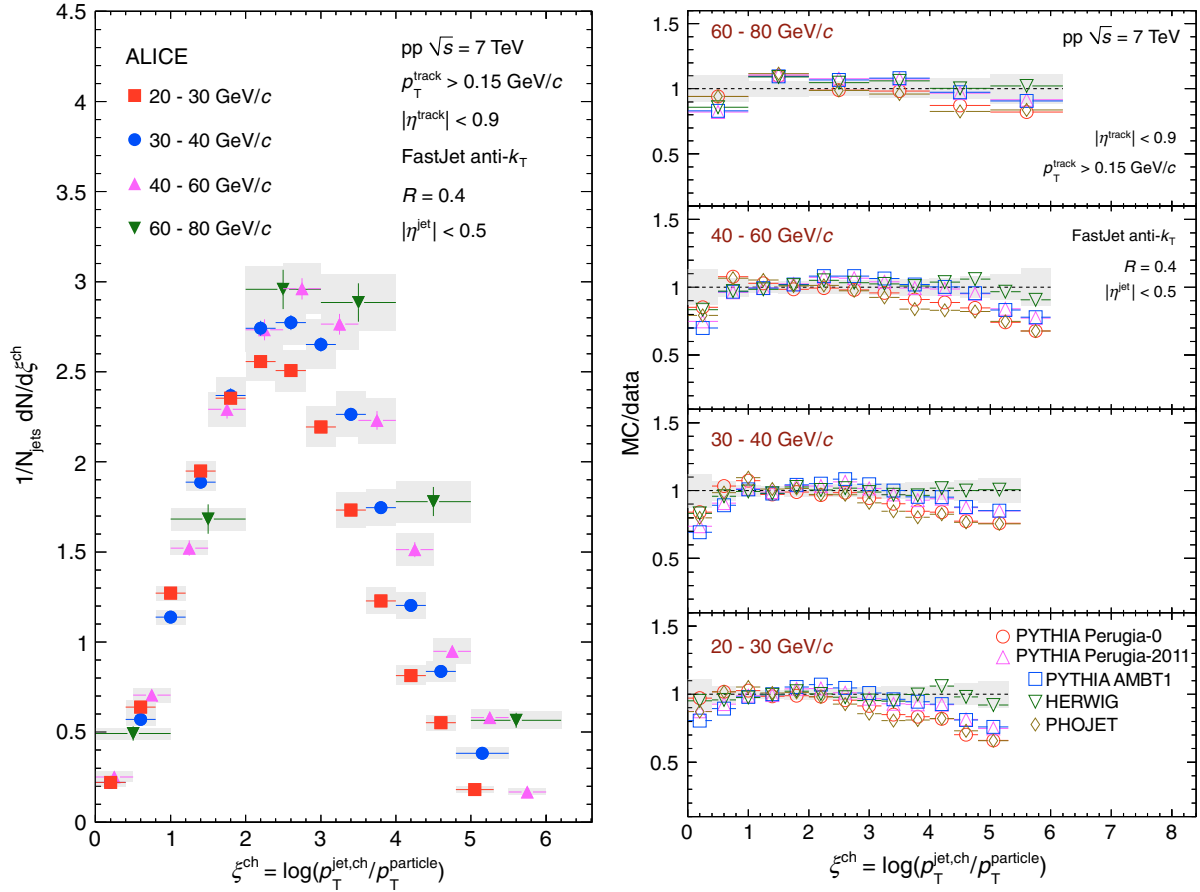 ALICE
20 - 30 GeV/c
30 - 40 GeV/c
40 - 60 GeV/c
60 - 80 GeV/c
pp √s = 7 TeV
p_T^track > 0.15 GeV/c
|η^track| < 0.9
FastJet anti-k_T
R = 0.4
|η^jet| < 0.5
4.5
4
3.5
3
2.5
2
1.5
1
0.5
0
1/N_jets dN/dξ^ch
0 1 2 3 4 5 6
ξ^ch = log(p_T^jet,ch/p_T^particle)
MC/data
60 - 80 GeV/c
pp √s = 7 TeV
|η^track| < 0.9
p_T^track > 0.15 GeV/c
1.5
1
0.5
40 - 60 GeV/c
FastJet anti-k_T
R = 0.4
|η^jet| < 0.5
1.5
1
0.5
30 - 40 GeV/c
1.5
1
0.5
20 - 30 GeV/c
PYTHIA Perugia-0
PYTHIA Perugia-2011
PYTHIA AMBT1
HERWIG
PHOJET
1.5
1
0.5
0 1 2 3 4 5 6 7 8
ξ^ch = log(p_T^jet,ch/p_T^particle)